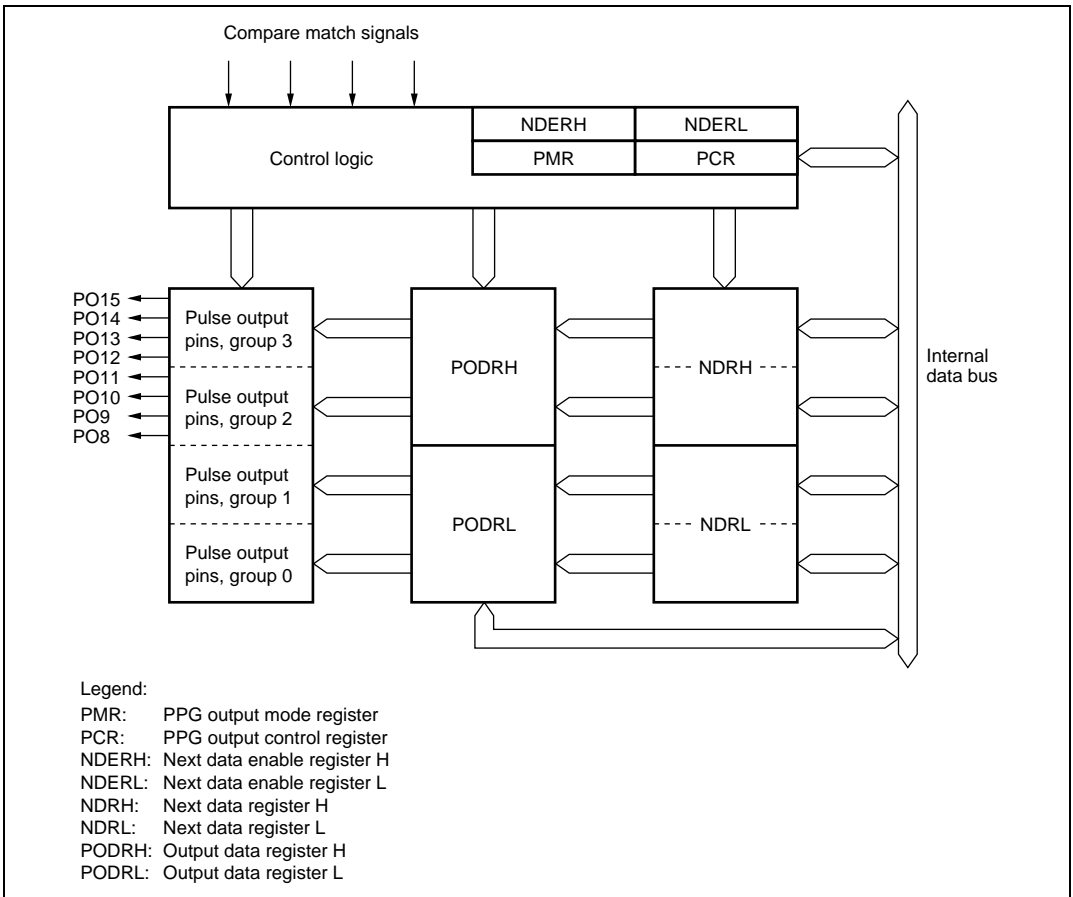 Compare match signals
NDERH NDERL
Control logic PMR PCR
PO15
PO14
PO13
PO12
PO11
PO10
PO9
PO8
Pulse output
pins, group 3
Pulse output
pins, group 2
Pulse output
pins, group 1
Pulse output
pins, group 0
PODRH
PODRL
NDRH
NDRL
Internal
data bus
Legend:
PMR: PPG output mode register
PCR: PPG output control register
NDERH: Next data enable register H
NDERL: Next data enable register L
NDRH: Next data register H
NDRL: Next data register L
PODRH: Output data register H
PODRL: Output data register L